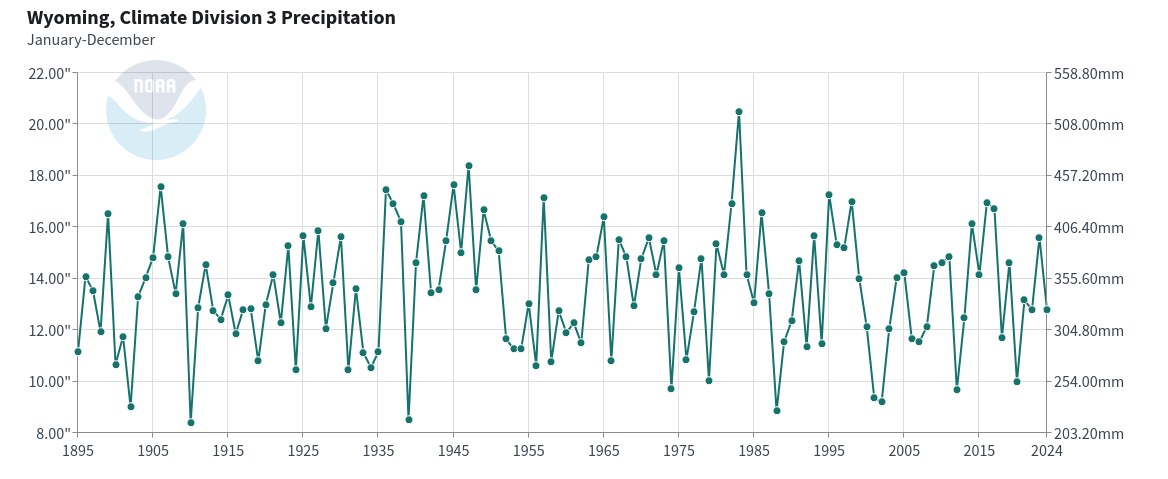 Wyoming, Climate Division 3 Precipitation
January-December
NOAA
22.00" 558.80mm
20.00" 508.00mm
18.00" 457.20mm
16.00" 406.40mm
14.00" 355.60mm
12.00" 304.80mm
10.00" 254.00mm
8.00" 203.20mm
1895 1905 1915 1925 1935 1945 1955 1965 1975 1985 1995 2005 2015 2024